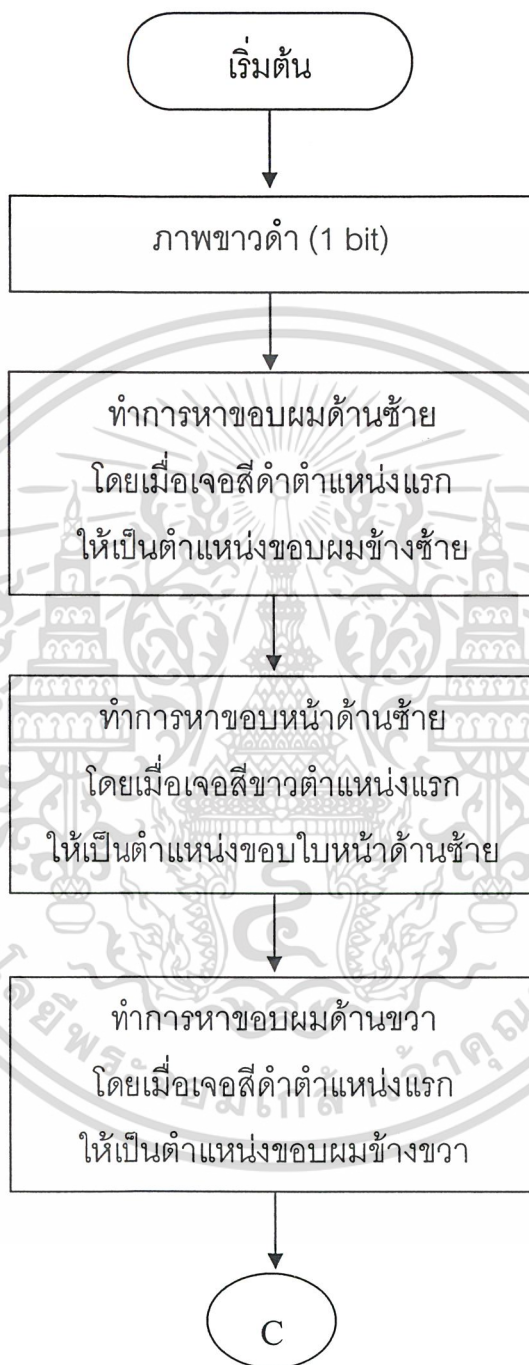 เริ่มต้น
ภาพขาวดำ (1 bit)
ทำการหาขอบผมด้านซ้าย
โดยเมื่อเจอสีดำตำแหน่งแรก
ให้เป็นตำแหน่งขอบผมข้างซ้าย
ทำการหาขอบหน้าด้านซ้าย
โดยเมื่อเจอสีขาวตำแหน่งแรก
ให้เป็นตำแหน่งขอบใบหน้าด้านซ้าย
ทำการหาขอบผมด้านขวา
โดยเมื่อเจอสีดำตำแหน่งแรก
ให้เป็นตำแหน่งขอบผมข้างขวา
C